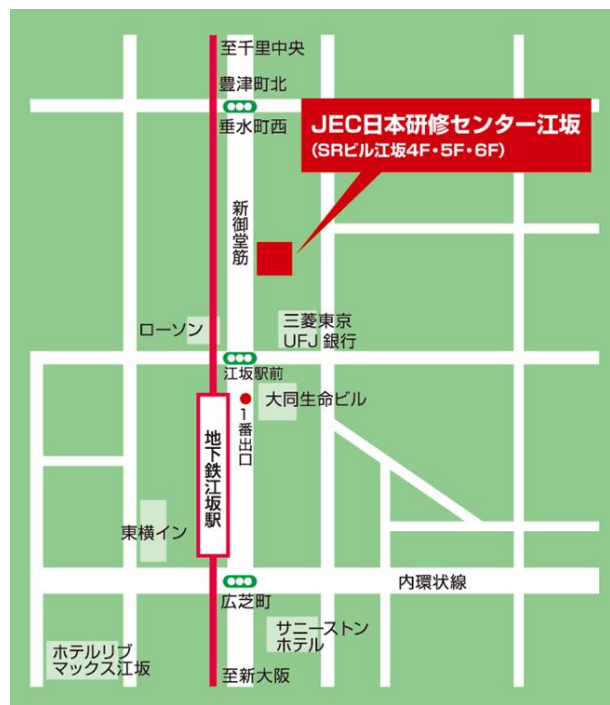 至千里中央
豊津町北
垂水町西
JEC日本研修センター江坂
(SRビル江坂4F・5F・6F)
新御堂筋
ローソン
三菱東京
UFJ 銀行
江坂駅前
大同生命ビル
1番出口
地下鉄江坂駅
東横イン
内環状線
広芝町
サニーストン
ホテル
ホテルリブ
マックス江坂
至新大阪